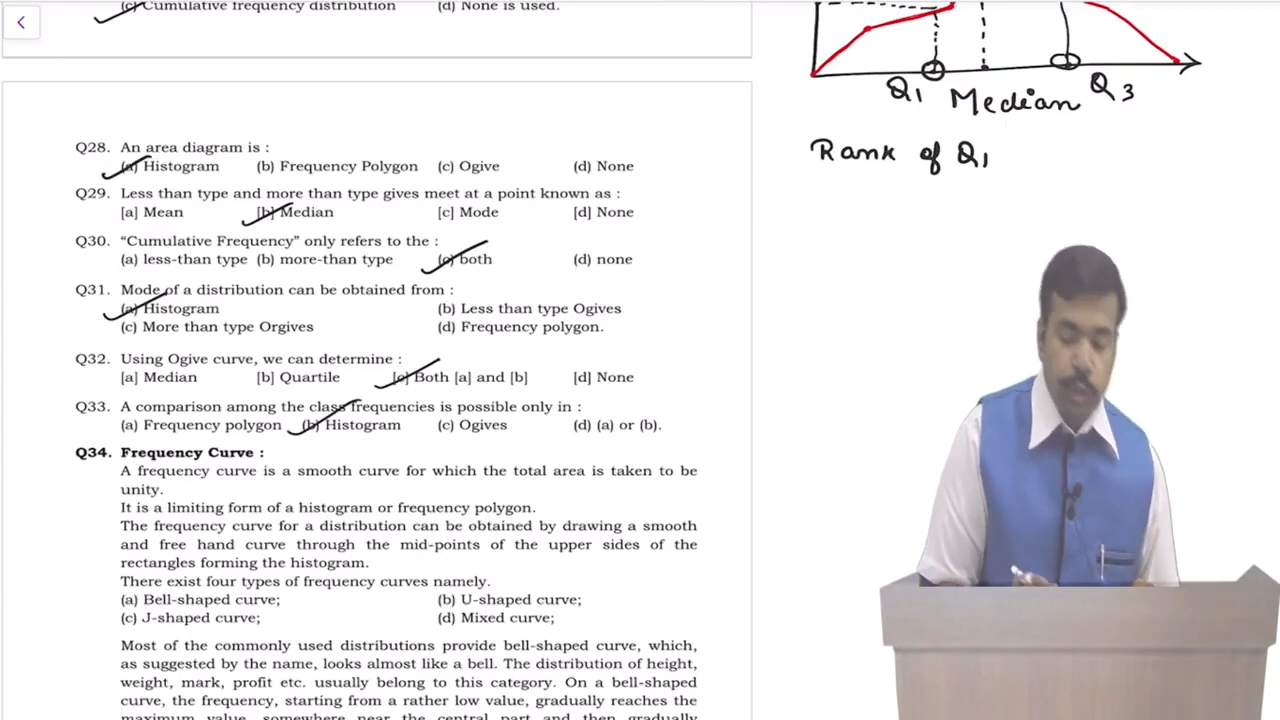 (c) Cumulative frequency distribution (d) None is used.
Q28. An area diagram is :
(a) Histogram (b) Frequency Polygon (c) Ogive (d) None
Q29. Less than type and more than type gives meet at a point known as :
[a] Mean [b] Median [c] Mode [d] None
Q30. “Cumulative Frequency” only refers to the :
(a) less-than type (b) more-than type (c) both (d) none
Q31. Mode of a distribution can be obtained from :
(a) Histogram (b) Less than type Ogives
(c) More than type Orgives (d) Frequency polygon.
Q32. Using Ogive curve, we can determine :
[a] Median [b] Quartile [c] Both [a] and [b] [d] None
Q33. A comparison among the class frequencies is possible only in :
(a) Frequency polygon (b) Histogram (c) Ogives (d) (a) or (b).
Q34. Frequency Curve :
A frequency curve is a smooth curve for which the total area is taken to be
unity.
It is a limiting form of a histogram or frequency polygon.
The frequency curve for a distribution can be obtained by drawing a smooth
and free hand curve through the mid-points of the upper sides of the
rectangles forming the histogram.
There exist four types of frequency curves namely.
(a) Bell-shaped curve; (b) U-shaped curve;
(c) J-shaped curve; (d) Mixed curve;
Most of the commonly used distributions provide bell-shaped curve, which,
as suggested by the name, looks almost like a bell. The distribution of height,
weight, mark, profit etc. usually belong to this category. On a bell-shaped
curve, the frequency, starting from a rather low value, gradually reaches the
maximum value, somewhere near the central part and then gradually
Q1 Median Q3
Rank of Q1